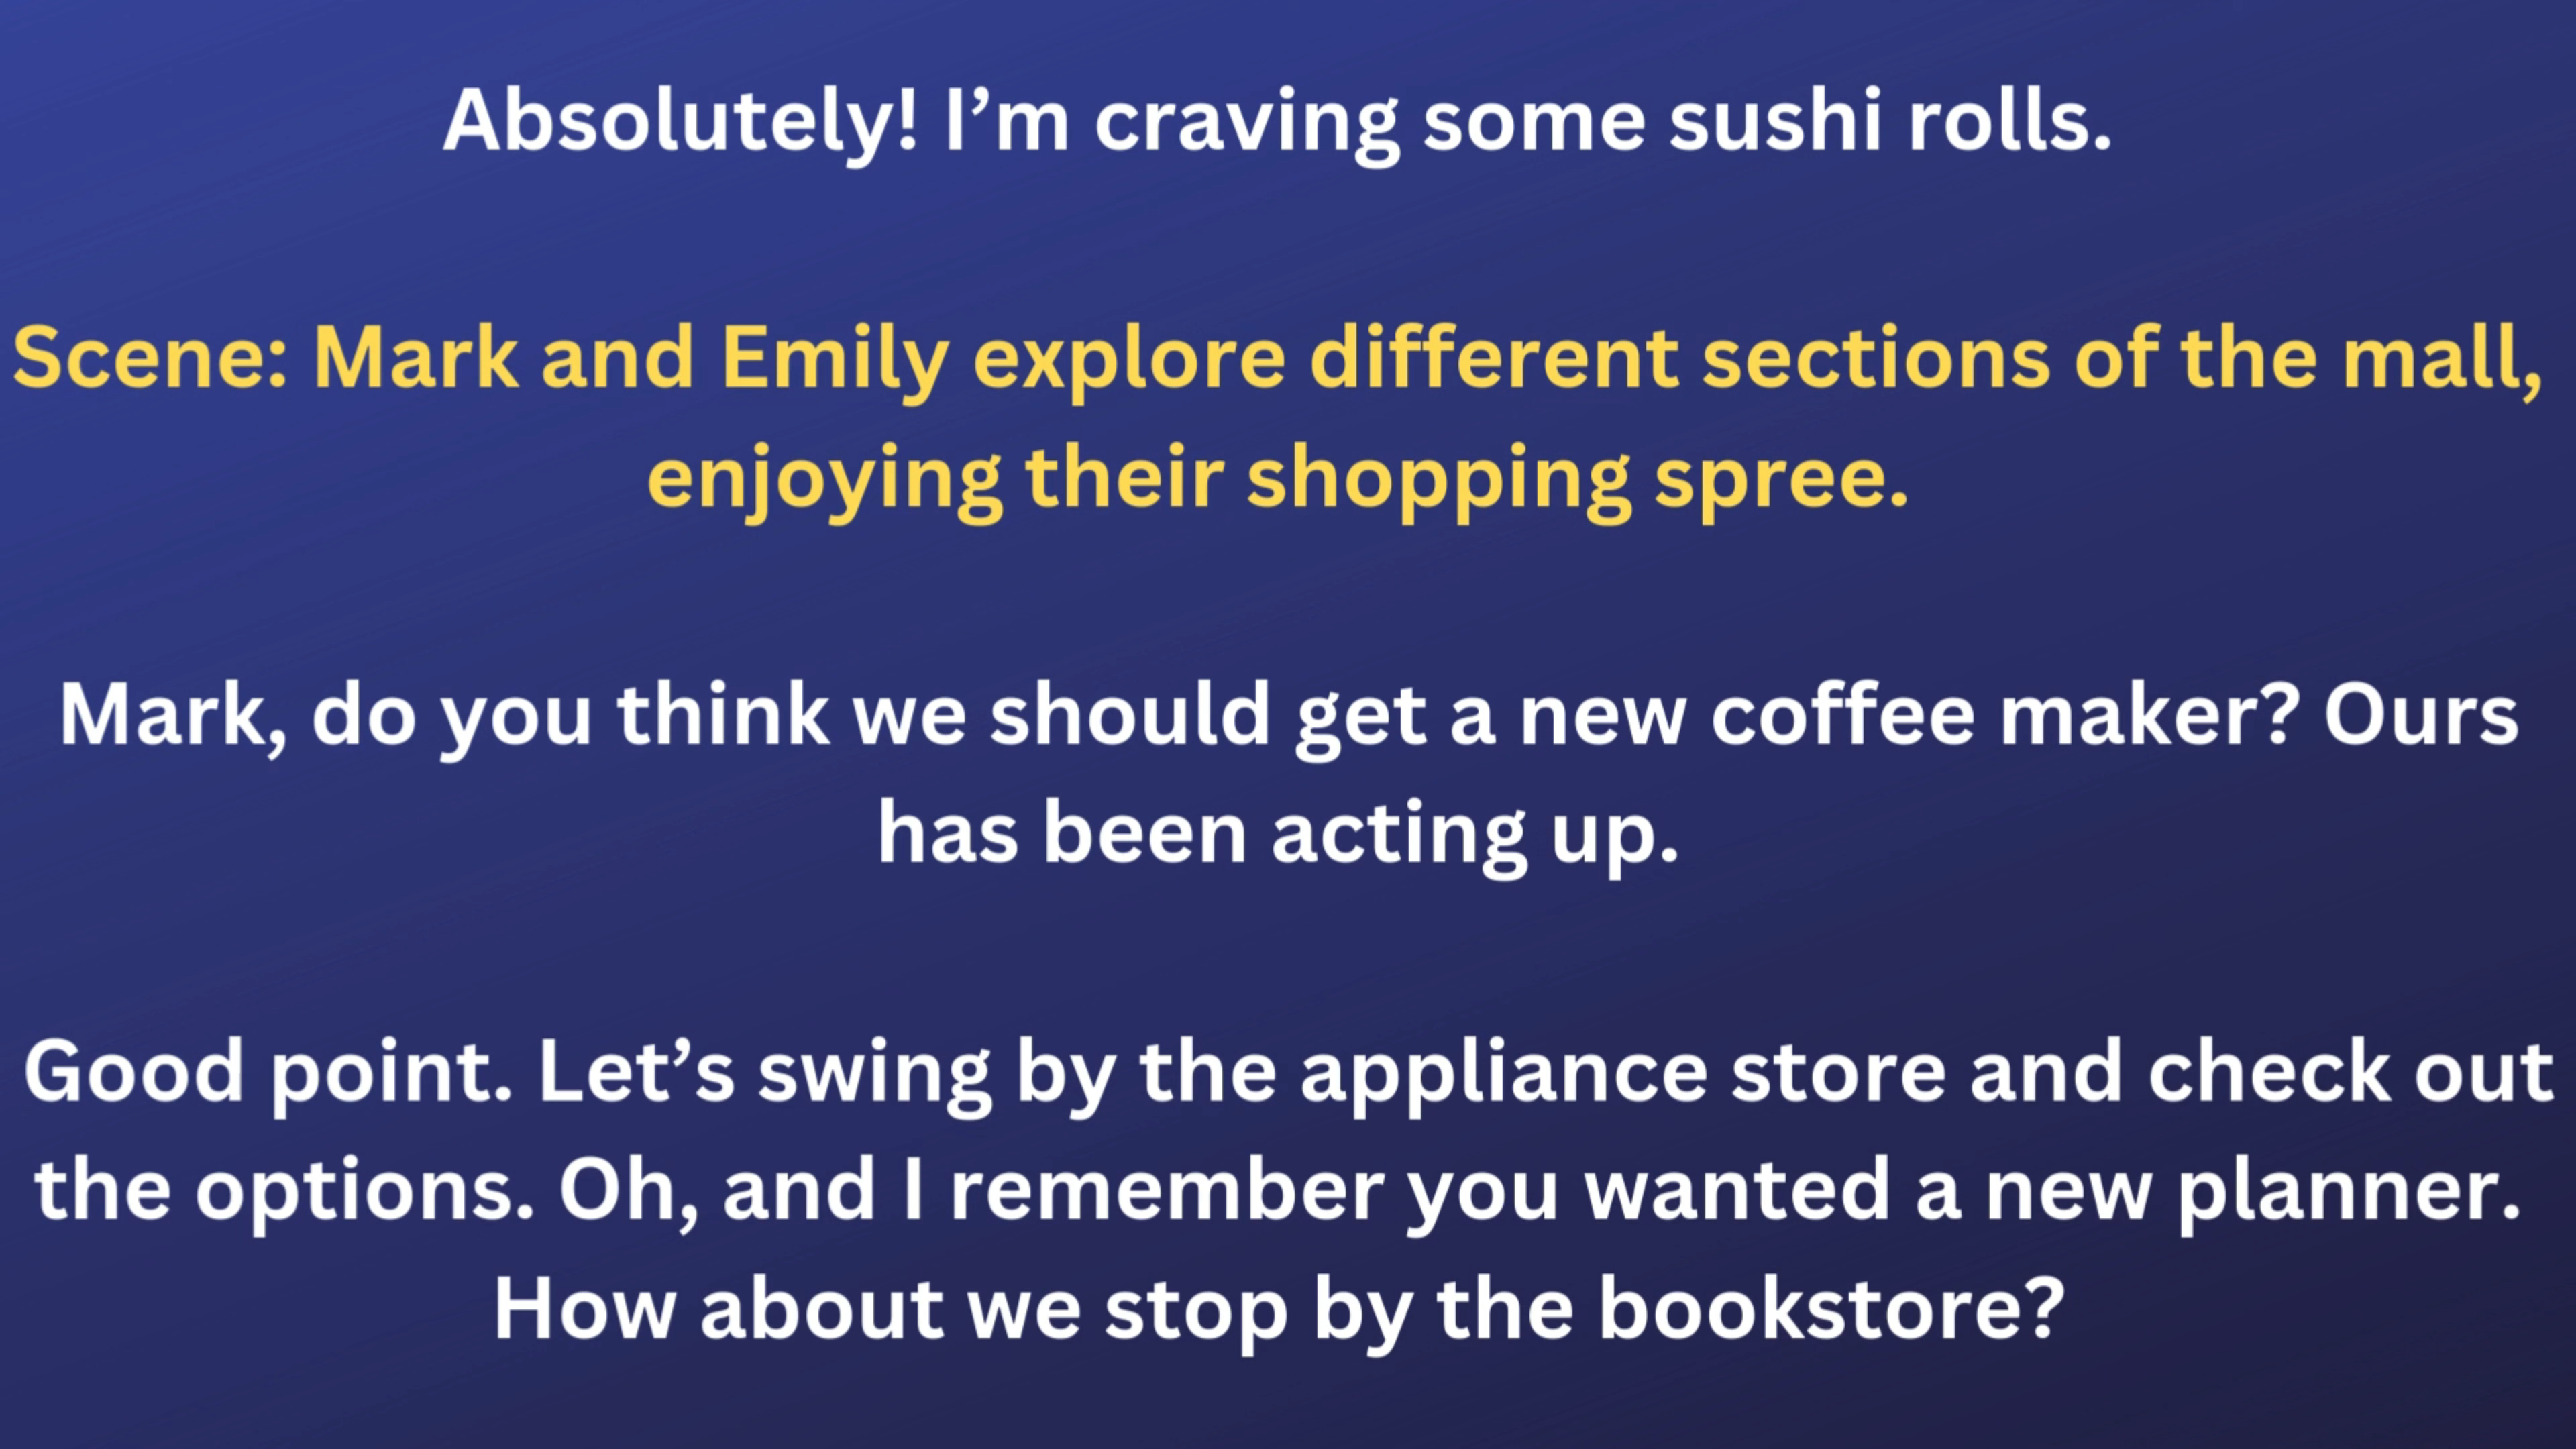 Absolutely! I’m craving some sushi rolls.
Scene: Mark and Emily explore different sections of the mall,
enjoying their shopping spree.
Mark, do you think we should get a new coffee maker? Ours
has been acting up.
Good point. Let’s swing by the appliance store and check out
the options. Oh, and I remember you wanted a new planner.
How about we stop by the bookstore?